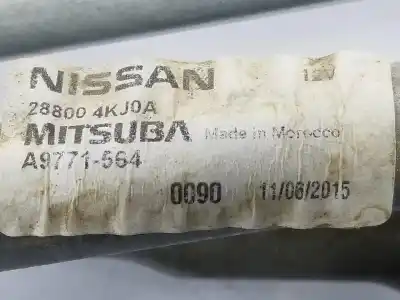 NISSAN 12V
28800 4KJ0A
MITSUBA Made in Morocco
A9771-564
0090 11/06/2015